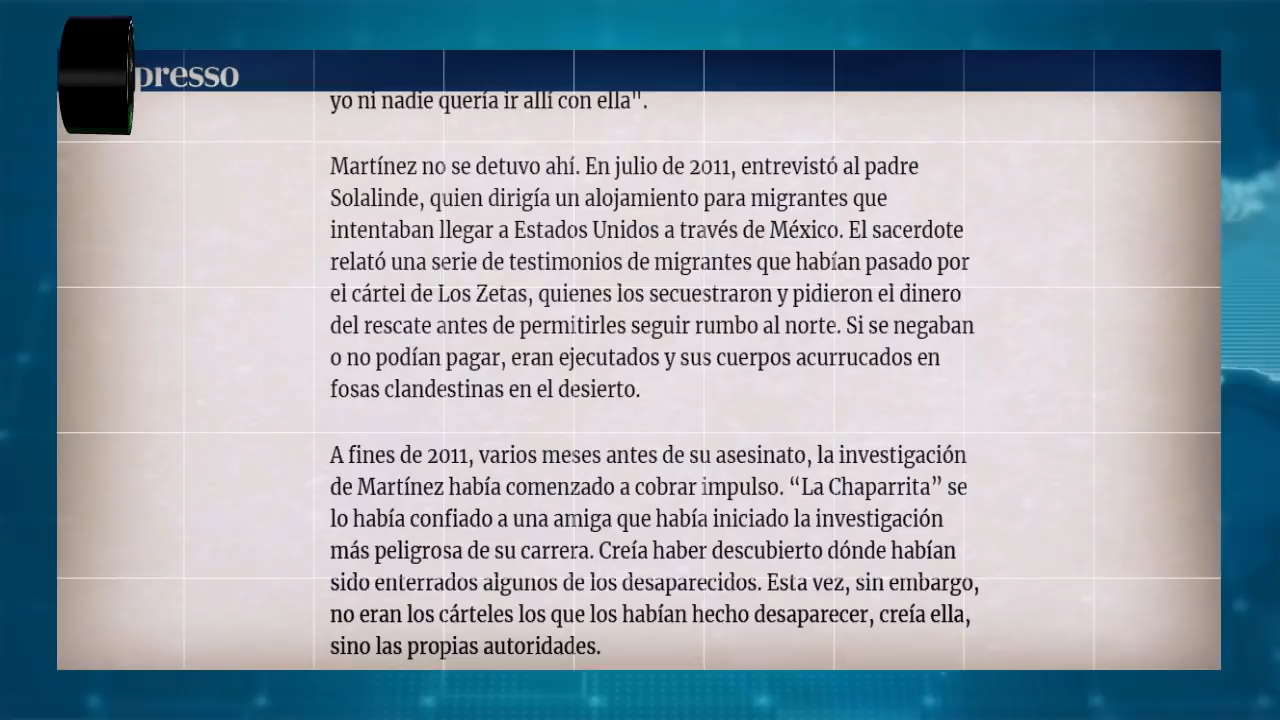 presso
yo ni nadie quería ir allí con ella".
Martínez no se detuvo ahí. En julio de 2011, entrevistó al padre
Solalinde, quien dirigía un alojamiento para migrantes que
intentaban llegar a Estados Unidos a través de México. El sacerdote
relató una serie de testimonios de migrantes que habían pasado por
el cártel de Los Zetas, quienes los secuestraron y pidieron el dinero
del rescate antes de permitirles seguir rumbo al norte. Si se negaban
o no podían pagar, eran ejecutados y sus cuerpos acurrucados en
fosas clandestinas en el desierto.
A fines de 2011, varios meses antes de su asesinato, la investigación
de Martínez había comenzado a cobrar impulso. “La Chaparrita” se
lo había confiado a una amiga que había iniciado la investigación
más peligrosa de su carrera. Creía haber descubierto dónde habían
sido enterrados algunos de los desaparecidos. Esta vez, sin embargo,
no eran los cárteles los que los habían hecho desaparecer, creía ella,
sino las propias autoridades.